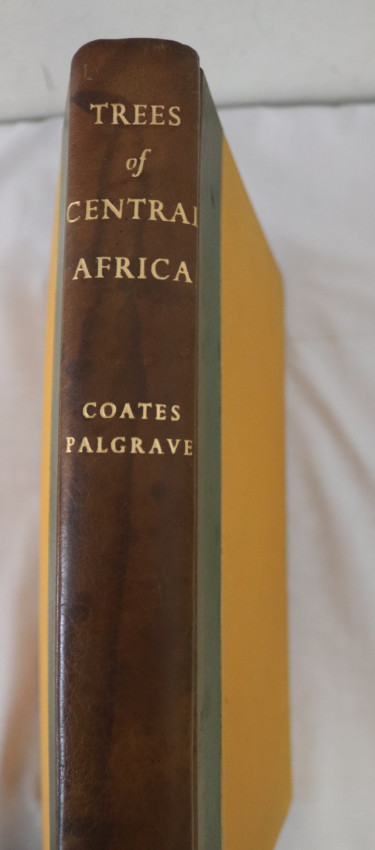 TREES
of
CENTRAL
AFRICA
COATES
PALGRAVE